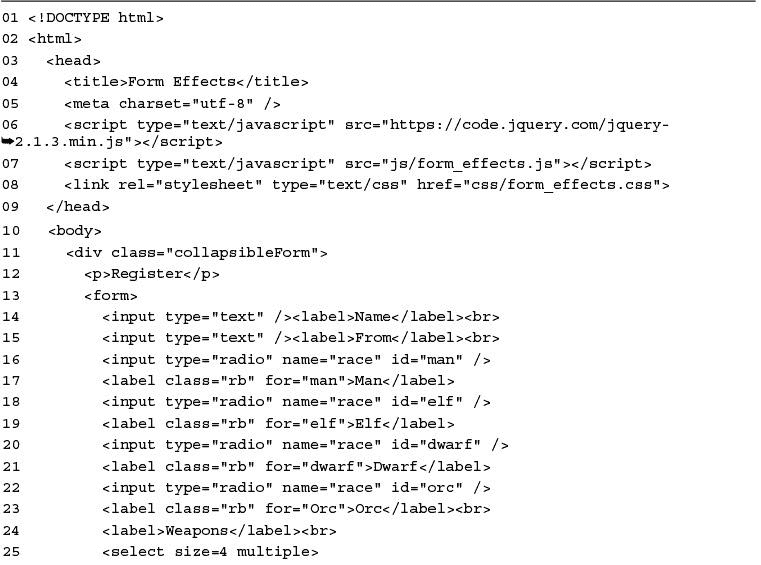 01 <!DOCTYPE html>
02 <html>
03 <head>
04 <title>Form Effects</title>
05 <meta charset="utf-8" />
06 <script type="text/javascript" src="https://code.jquery.com/jquery-
➥2.1.3.min.js"></script>
07 <script type="text/javascript" src="js/form_effects.js"></script>
08 <link rel="stylesheet" type="text/css" href="css/form_effects.css">
09 </head>
10 <body>
11 <div class="collapsibleForm">
12 <p>Register</p>
13 <form>
14 <input type="text" /><label>Name</label><br>
15 <input type="text" /><label>From</label><br>
16 <input type="radio" name="race" id="man" />
17 <label class="rb" for="man">Man</label>
18 <input type="radio" name="race" id="elf" />
19 <label class="rb" for="elf">Elf</label>
20 <input type="radio" name="race" id="dwarf" />
21 <label class="rb" for="dwarf">Dwarf</label>
22 <input type="radio" name="race" id="orc" />
23 <label class="rb" for="Orc">Orc</label><br>
24 <label>Weapons</label><br>
25 <select size=4 multiple>